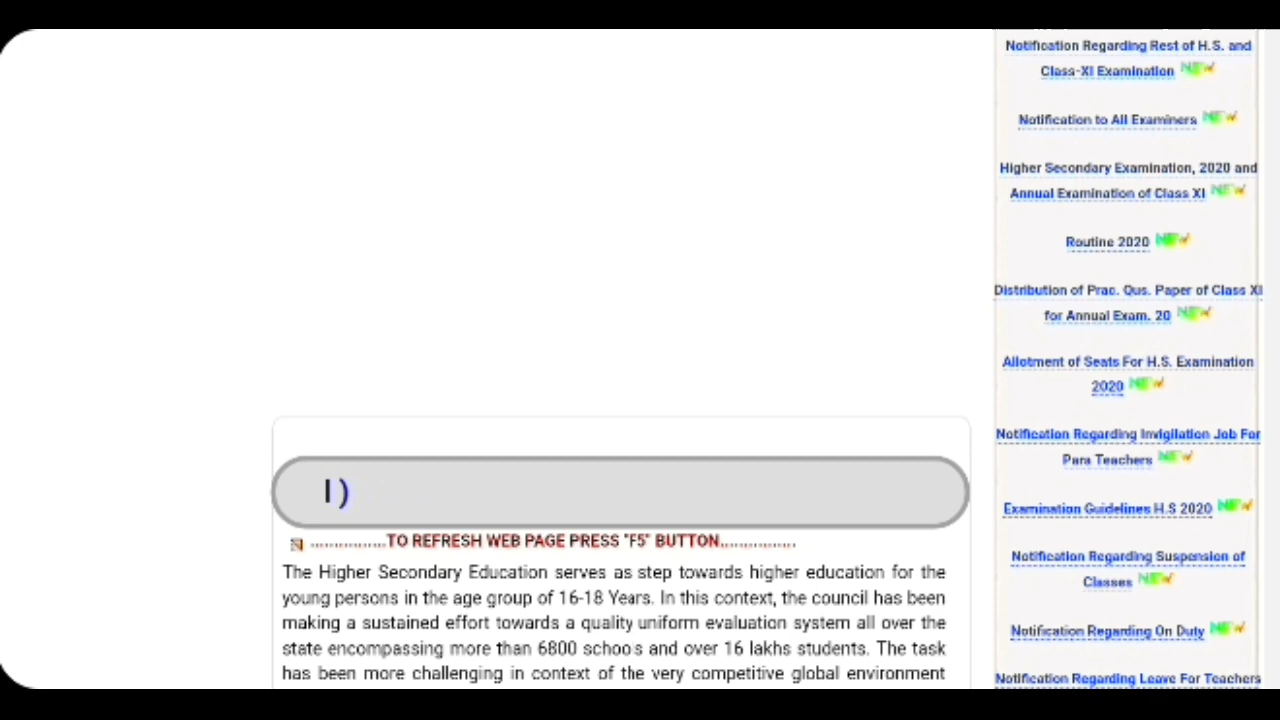 Notification Regarding Rest of H.S. and
Class-XI Examination NEW
Notification to All Examiners NEW
Higher Secondary Examination, 2020 and
Annual Examination of Class XI NEW
Routine 2020 NEW
Distribution of Prac. Qus. Paper of Class XI
for Annual Exam. 20 NEW
Allotment of Seats For H.S. Examination
2020 NEW
Notification Regarding Invigilation Job For
Para Teachers NEW
Examination Guidelines H.S 2020 NEW
Notification Regarding Suspension of
Classes NEW
Notification Regarding On Duty NEW
Notification Regarding Leave For Teachers
I )
................TO REFRESH WEB PAGE PRESS "F5" BUTTON................
The Higher Secondary Education serves as step towards higher education for the
young persons in the age group of 16-18 Years. In this context, the council has been
making a sustained effort towards a quality uniform evaluation system all over the
state encompassing more than 6800 schools and over 16 lakhs students. The task
has been more challenging in context of the very competitive global environment